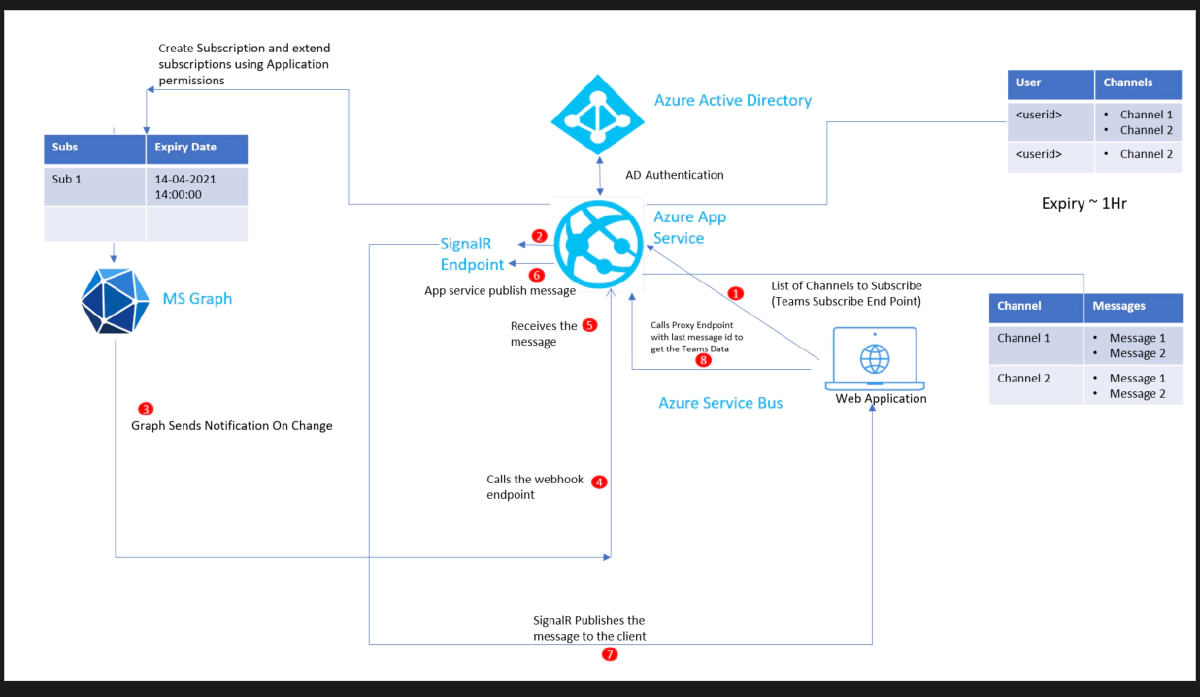 Create Subscription and extend
subscriptions using Application
permissions
Subs
Expiry Date
Sub 1
14-04-2021
14:00:00
MS Graph
Azure Active Directory
AD Authentication
Azure App
Service
User
Channels
<userid>
• Channel 1
• Channel 2
<userid>
• Channel 2
Expiry ~ 1Hr
SignalR
Endpoint
2
6
App service publish message
1
List of Channels to Subscribe
(Teams Subscribe End Point)
Receives the
message
5
Calls Proxy Endpoint
with last message id to
get the Teams Data
8
Channel
Messages
Channel 1
• Message 1
• Message 2
Channel 2
• Message 1
• Message 2
Web Application
Azure Service Bus
3
Graph Sends Notification On Change
Calls the webhook
endpoint
4
SignalR Publishes the
message to the client
7